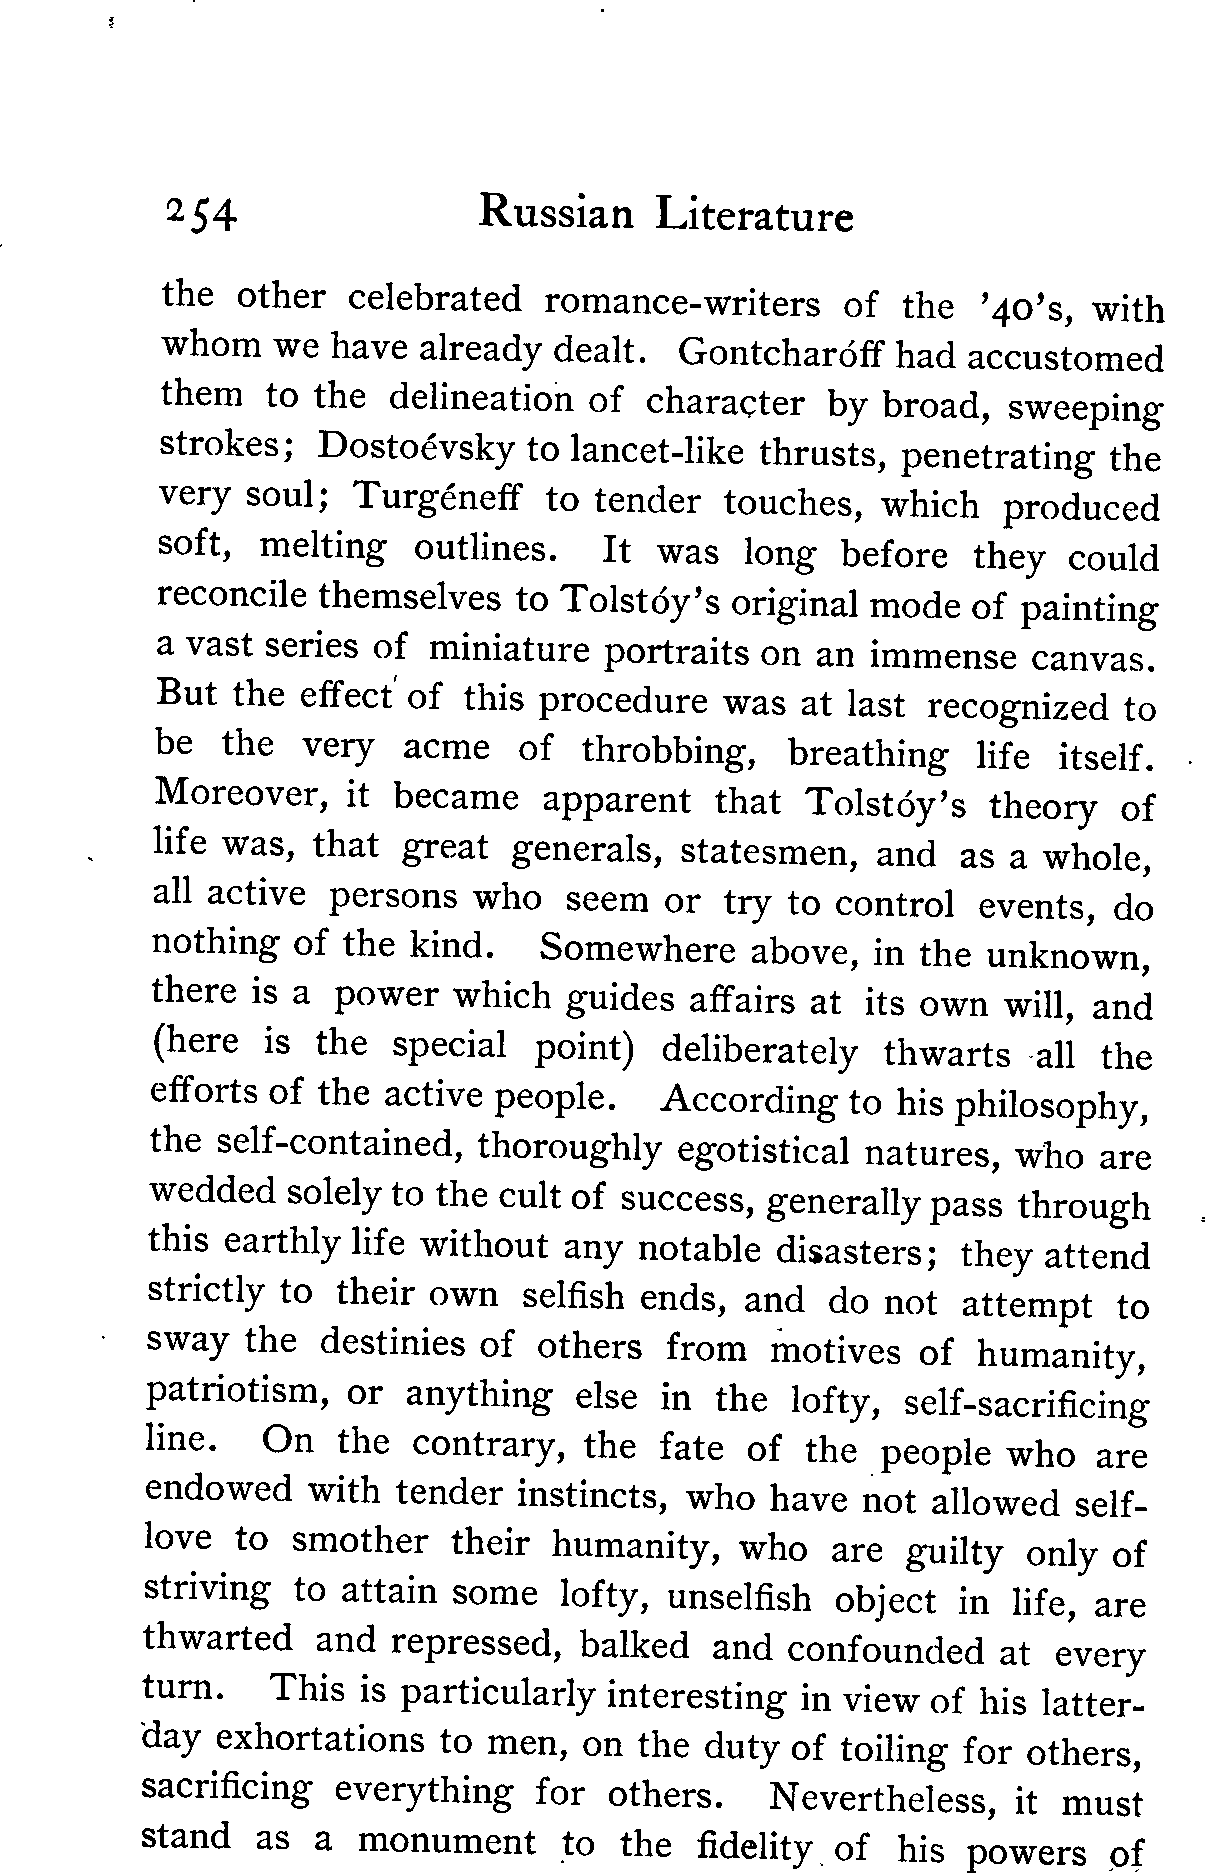 254 Russian Literature
the other celebrated romance-writers of the '40's, with
whom we have already dealt. Gontcharóff had accustomed
them to the delineation of character by broad, sweeping
strokes; Dostoévsky to lancet-like thrusts, penetrating the
very soul; Turgéneff to tender touches, which produced
soft, melting outlines. It was long before they could
reconcile themselves to Tolstóy's original mode of painting
a vast series of miniature portraits on an immense canvas.
But the effect of this procedure was at last recognized to
be the very acme of throbbing, breathing life itself.
Moreover, it became apparent that Tolstóy's theory of
life was, that great generals, statesmen, and as a whole,
all active persons who seem or try to control events, do
nothing of the kind. Somewhere above, in the unknown,
there is a power which guides affairs at its own will, and
(here is the special point) deliberately thwarts all the
efforts of the active people. According to his philosophy,
the self-contained, thoroughly egotistical natures, who are
wedded solely to the cult of success, generally pass through
this earthly life without any notable disasters; they attend
strictly to their own selfish ends, and do not attempt to
sway the destinies of others from motives of humanity,
patriotism, or anything else in the lofty, self-sacrificing
line. On the contrary, the fate of the people who are
endowed with tender instincts, who have not allowed self-
love to smother their humanity, who are guilty only of
striving to attain some lofty, unselfish object in life, are
thwarted and repressed, balked and confounded at every
turn. This is particularly interesting in view of his latter-
day exhortations to men, on the duty of toiling for others,
sacrificing everything for others. Nevertheless, it must
stand as a monument to the fidelity of his powers of